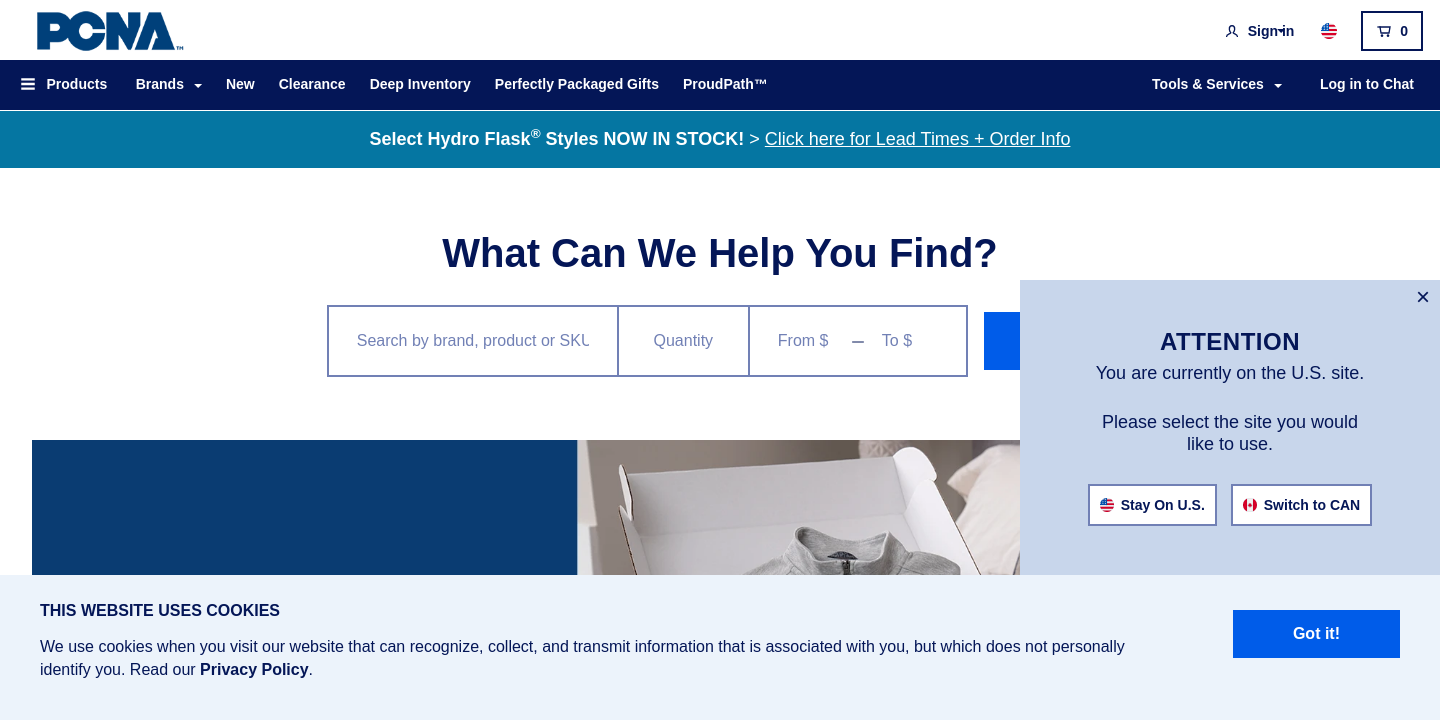 PCNA™
Sign in
0
Products
Brands
New
Clearance
Deep Inventory
Perfectly Packaged Gifts
ProudPath™
Tools & Services
Log in to Chat
Select Hydro Flask® Styles NOW IN STOCK! > Click here for Lead Times + Order Info
What Can We Help You Find?
Search by brand, product or SKU
Quantity
From $
–
To $
×
ATTENTION
You are currently on the U.S. site.
Please select the site you would
like to use.
Stay On U.S.
Switch to CAN
THIS WEBSITE USES COOKIES
We use cookies when you visit our website that can recognize, collect, and transmit information that is associated with you, but which does not personally
identify you. Read our Privacy Policy.
Got it!